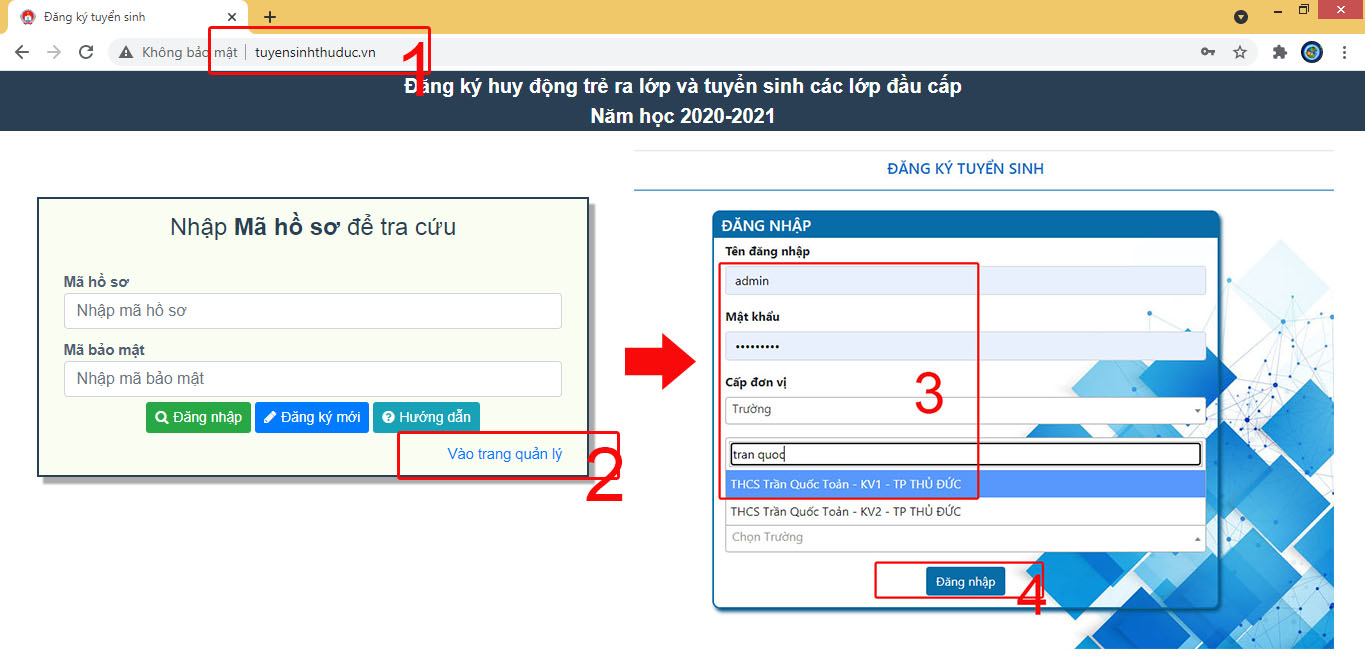 Đăng ký tuyển sinh
Không bảo mật | tuyensinhthuduc.vn
1
Đăng ký huy động trẻ ra lớp và tuyển sinh các lớp đầu cấp
Năm học 2020-2021
Nhập Mã hồ sơ để tra cứu
Mã hồ sơ
Nhập mã hồ sơ
Mã bảo mật
Nhập mã bảo mật
Đăng nhập
Đăng ký mới
Hướng dẫn
Vào trang quản lý
2
ĐĂNG KÝ TUYỂN SINH
ĐĂNG NHẬP
Tên đăng nhập
admin
Mật khẩu
•••••••••
Cấp đơn vị
Trường
3
tran quoc
THCS Trần Quốc Toản - KV1 - TP THỦ ĐỨC
THCS Trần Quốc Toản - KV2 - TP THỦ ĐỨC
Chọn Trường
Đăng nhập
4